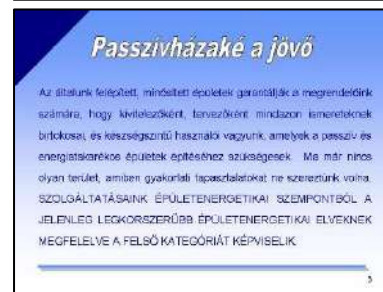 Passzívházaké a jövő
Az általunk felépített, minősített épületek garantálják a megrendelőink
számára, hogy kivitelezőként, tervezőként mindazon ismereteknek
birtokosai, és készségszintű használói vagyunk, amelyek a passzív és
energiatakarékos épületek építéséhez szükségesek. Ma már nincs
olyan terület, amiben gyakorlati tapasztalatokat ne szereztünk volna.
SZOLGÁLTATÁSAINK ÉPÜLETENERGETIKAI SZEMPONTBÓL A
JELENLEG LEGKORSZERŰBB ÉPÜLETENERGETIKAI ELVEKNEK
MEGFELELVE A FELSŐ KATEGÓRIÁT KÉPVISELIK.
3